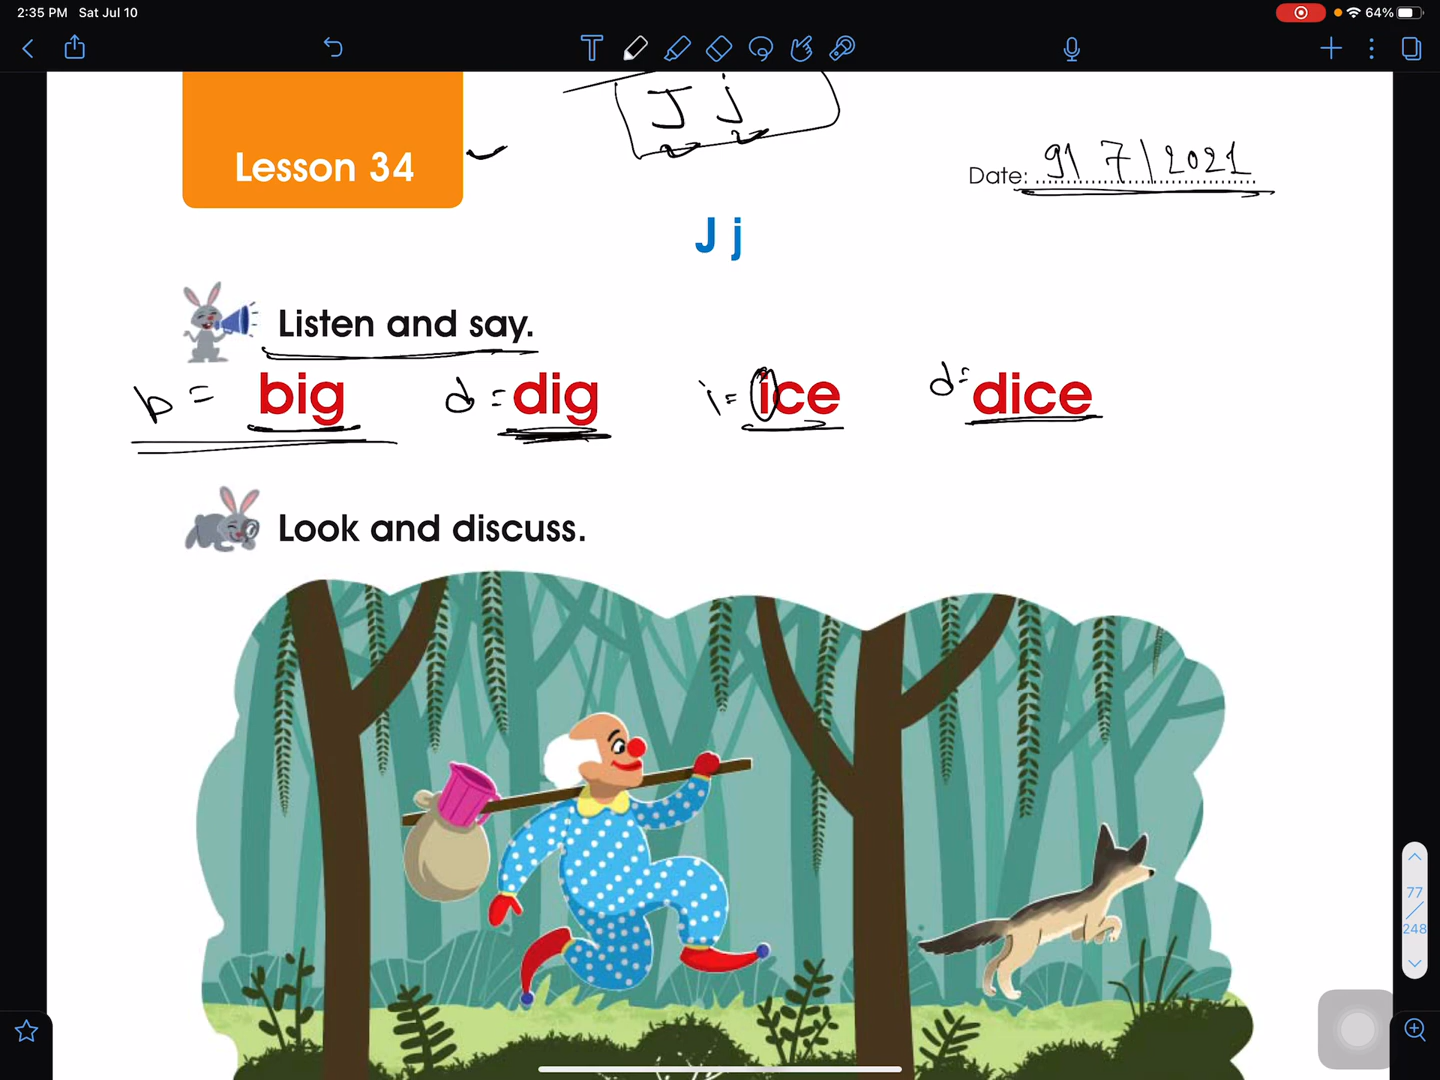 2:35 PM Sat Jul 10
64%
J j
Lesson 34
Date: 9/ 7/2021
J j
Listen and say.
b = big d = dig i = ice d = dice
Look and discuss.
77
248